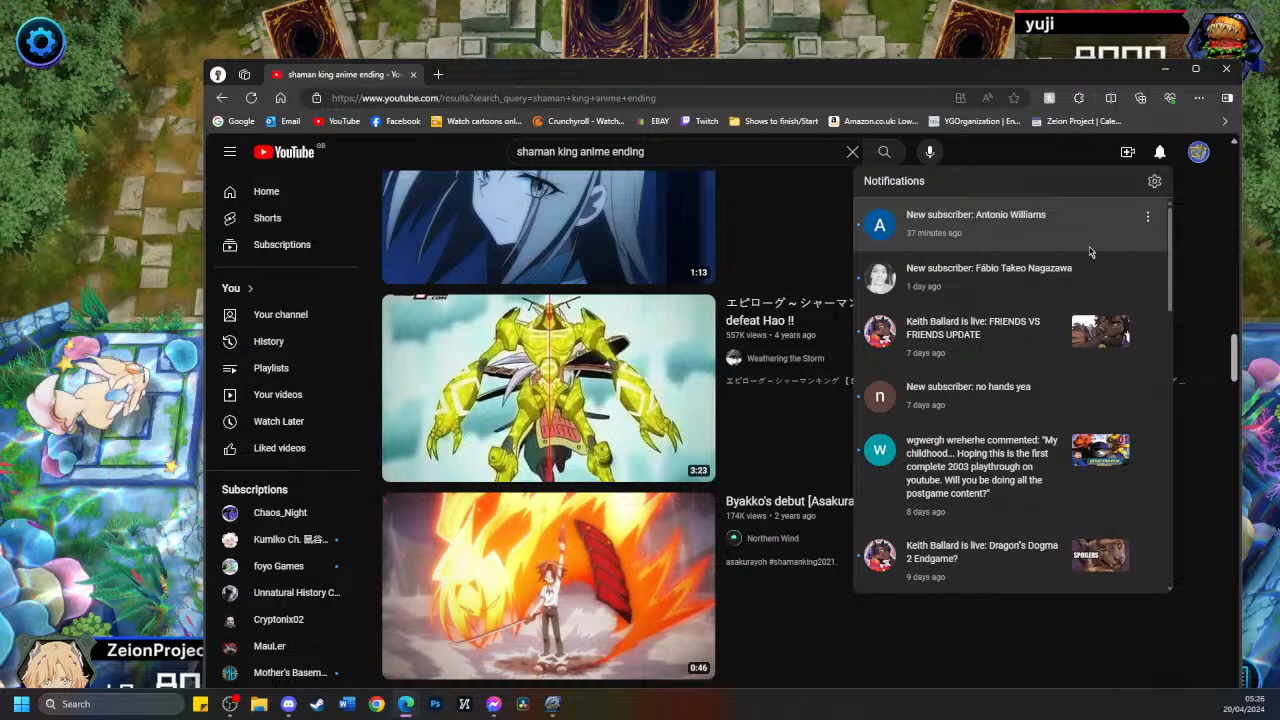 yuji
8000
shaman king anime ending - Yo
https://www.youtube.com/results?search_query=shaman+king+anime+ending
Google
Email
YouTube
Facebook
Watch cartoons onl...
Crunchyroll - Watch...
EBAY
Twitch
Shows to finish/Start
Amazon.co.uk: Low...
YGOrganization | En...
Zeion Project | Cale...
YouTube GB
shaman king anime ending
Home
Shorts
Subscriptions
You
Your channel
History
Playlists
Your videos
Watch Later
Liked videos
Subscriptions
Chaos_Night
Kumiko Ch. 鼠谷...
foyo Games
Unnatural History C...
Cryptonix02
MauLer
Mother's Basem...
1:13
3:23
エピローグ ~ シャーマン
defeat Hao !!
557K views • 4 years ago
Weathering the Storm
エピローグ ~ シャーマンキング
0:46
Byakko's debut [Asakura
174K views • 2 years ago
Northern Wind
asakurayoh #shamanking2021.
Notifications
A
New subscriber: Antonio Williams
37 minutes ago
New subscriber: Fábio Takeo Nagazawa
1 day ago
Keith Ballard is live: FRIENDS VS
FRIENDS UPDATE
7 days ago
n
New subscriber: no hands yea
7 days ago
W
wgwergh wreherhe commented: "My
childhood... Hoping this is the first
complete 2003 playthrough on
youtube. Will you be doing all the
postgame content?"
8 days ago
Keith Ballard is live: Dragon's Dogma
2 Endgame?
9 days ago
SPOILERS
ZeionProjec
Search
05:26
20/04/2024